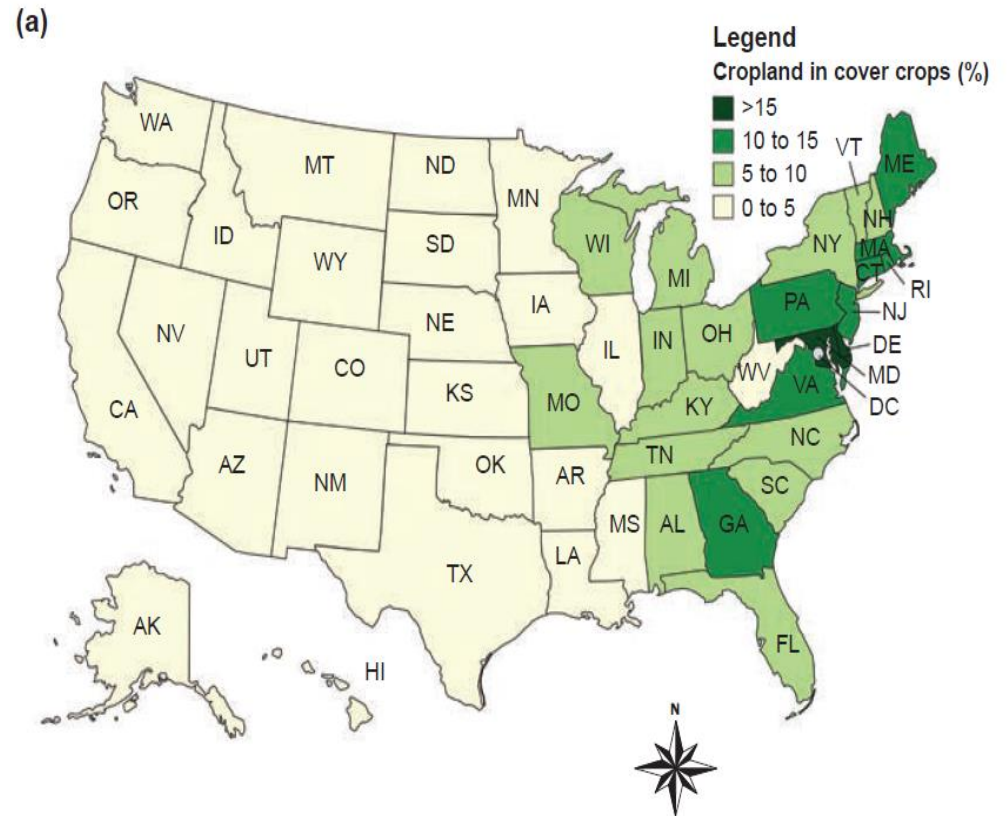 (a)
Legend
Cropland in cover crops (%)
>15
10 to 15
5 to 10
0 to 5
WA
MT
ND
MN
VT
ME
OR
ID
SD
WI
NY
NH
MA
WY
MI
CT
RI
IA
PA
NJ
NV
NE
IL
IN
OH
DE
UT
CO
WV
MD
VA
DC
CA
KS
MO
KY
NC
TN
AZ
NM
OK
AR
SC
MS
AL
GA
LA
TX
AK
FL
HI
N